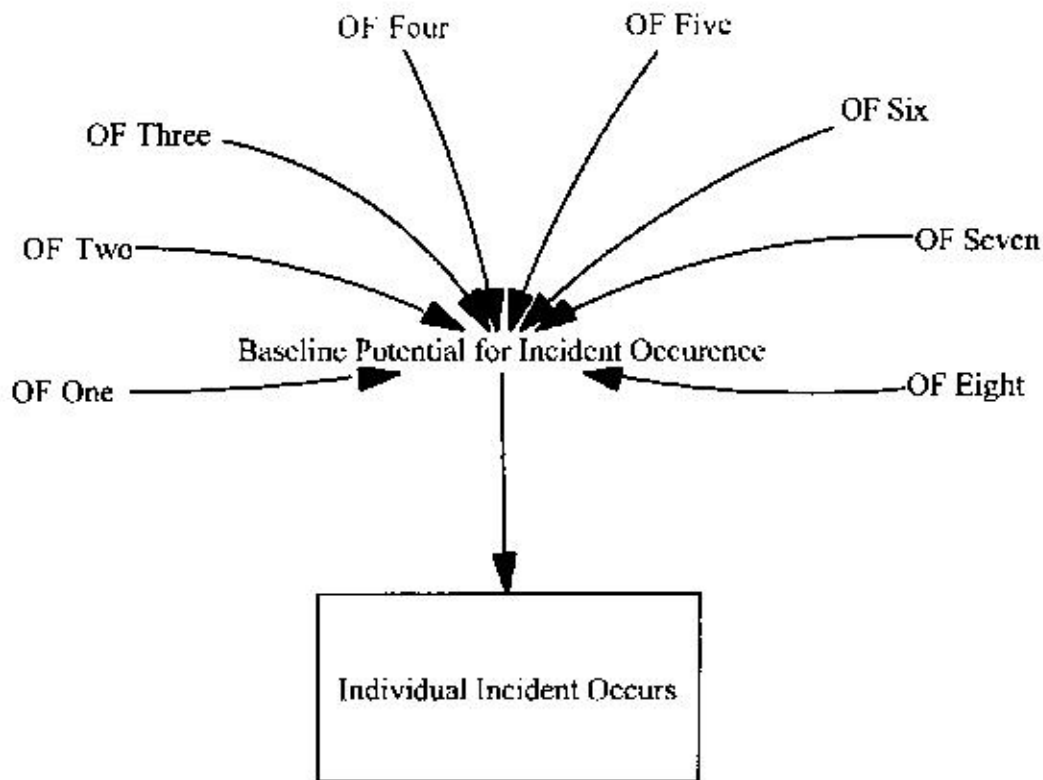 OF Four
OF Five
OF Three
OF Six
OF Two
OF Seven
Baseline Potential for Incident Occurence
OF One
OF Eight
Individual Incident Occurs